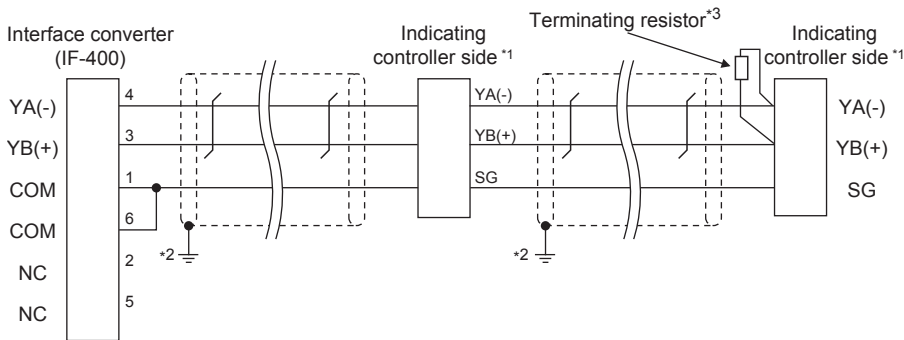 Interface converter
(IF-400)
YA(-)
YB(+)
COM
COM
NC
NC
4
3
1
6
2
5
*2
Indicating
controller side *1
YA(-)
YB(+)
SG
*2
Terminating resistor*3
Indicating
controller side *1
YA(-)
YB(+)
SG